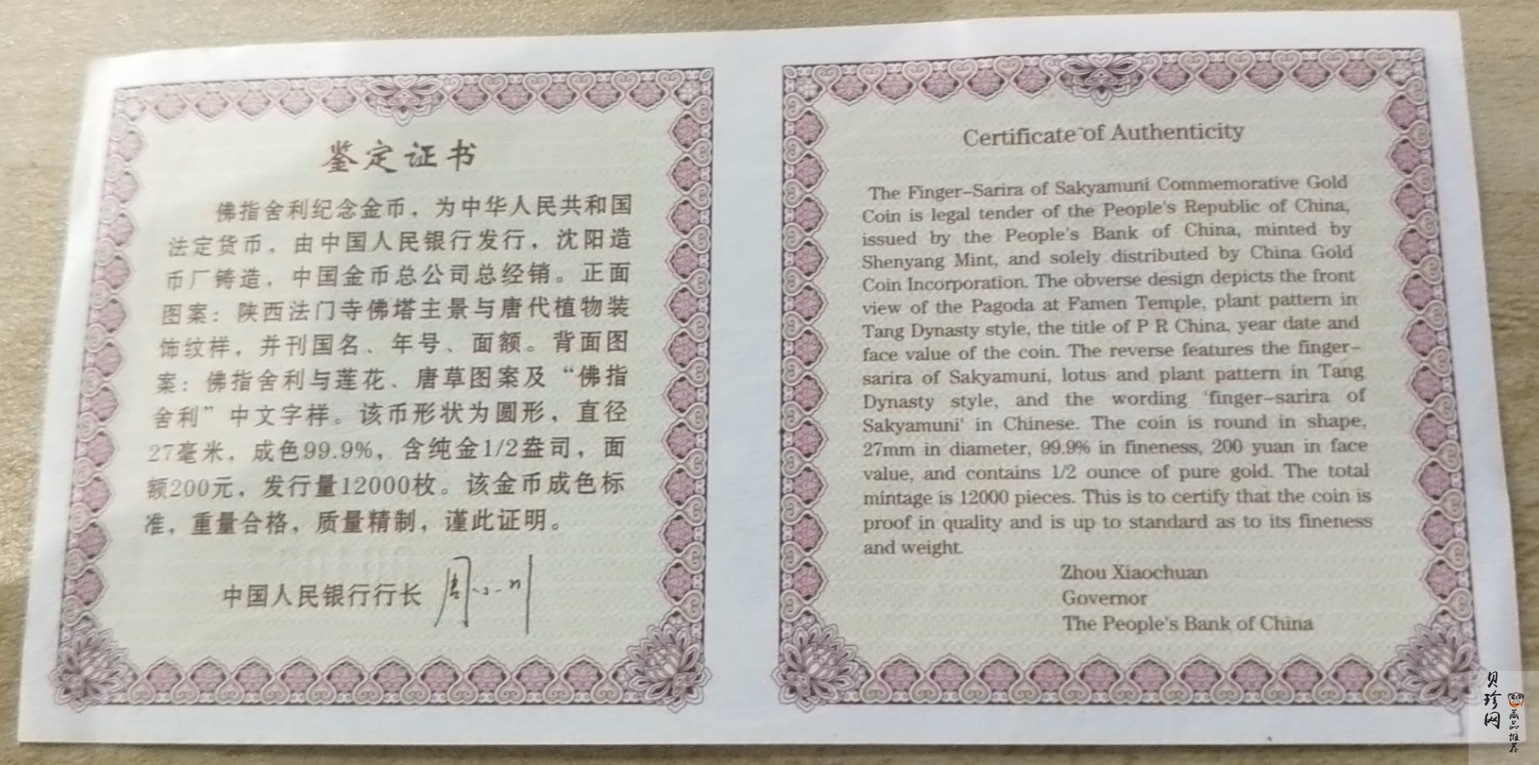 鉴定证书
佛指舍利纪念金币，为中华人民共和国
法定货币，由中国人民银行发行，沈阳造
币厂铸造，中国金币总公司总经销。正面
图案：陕西法门寺佛塔主景与唐代植物装
饰纹样，并刊国名、年号、面额。背面图
案：佛指舍利与莲花、唐草图案及“佛指
舍利”中文字样。该币形状为圆形，直径
27毫米，成色99.9%，含纯金1/2盎司，面
额200元，发行量12000枚。该金币成色标
准，重量合格，质量精制，谨此证明。
中国人民银行行长 周小川
Certificate of Authenticity
The Finger-Sarira of Sakyamuni Commemorative Gold
Coin is legal tender of the People's Republic of China,
issued by the People's Bank of China, minted by
Shenyang Mint, and solely distributed by China Gold
Coin Incorporation. The obverse design depicts the front
view of the Pagoda at Famen Temple, plant pattern in
Tang Dynasty style, the title of P R China, year date and
face value of the coin. The reverse features the finger-
sarira of Sakyamuni, lotus and plant pattern in Tang
Dynasty style, and the wording 'finger-sarira of
Sakyamuni' in Chinese. The coin is round in shape,
27mm in diameter, 99.9% in fineness, 200 yuan in face
value, and contains 1/2 ounce of pure gold. The total
mintage is 12000 pieces. This is to certify that the coin is
proof in quality and is up to standard as to its fineness
and weight.
Zhou Xiaochuan
Governor
The People's Bank of China
贝珍网
藏品推荐